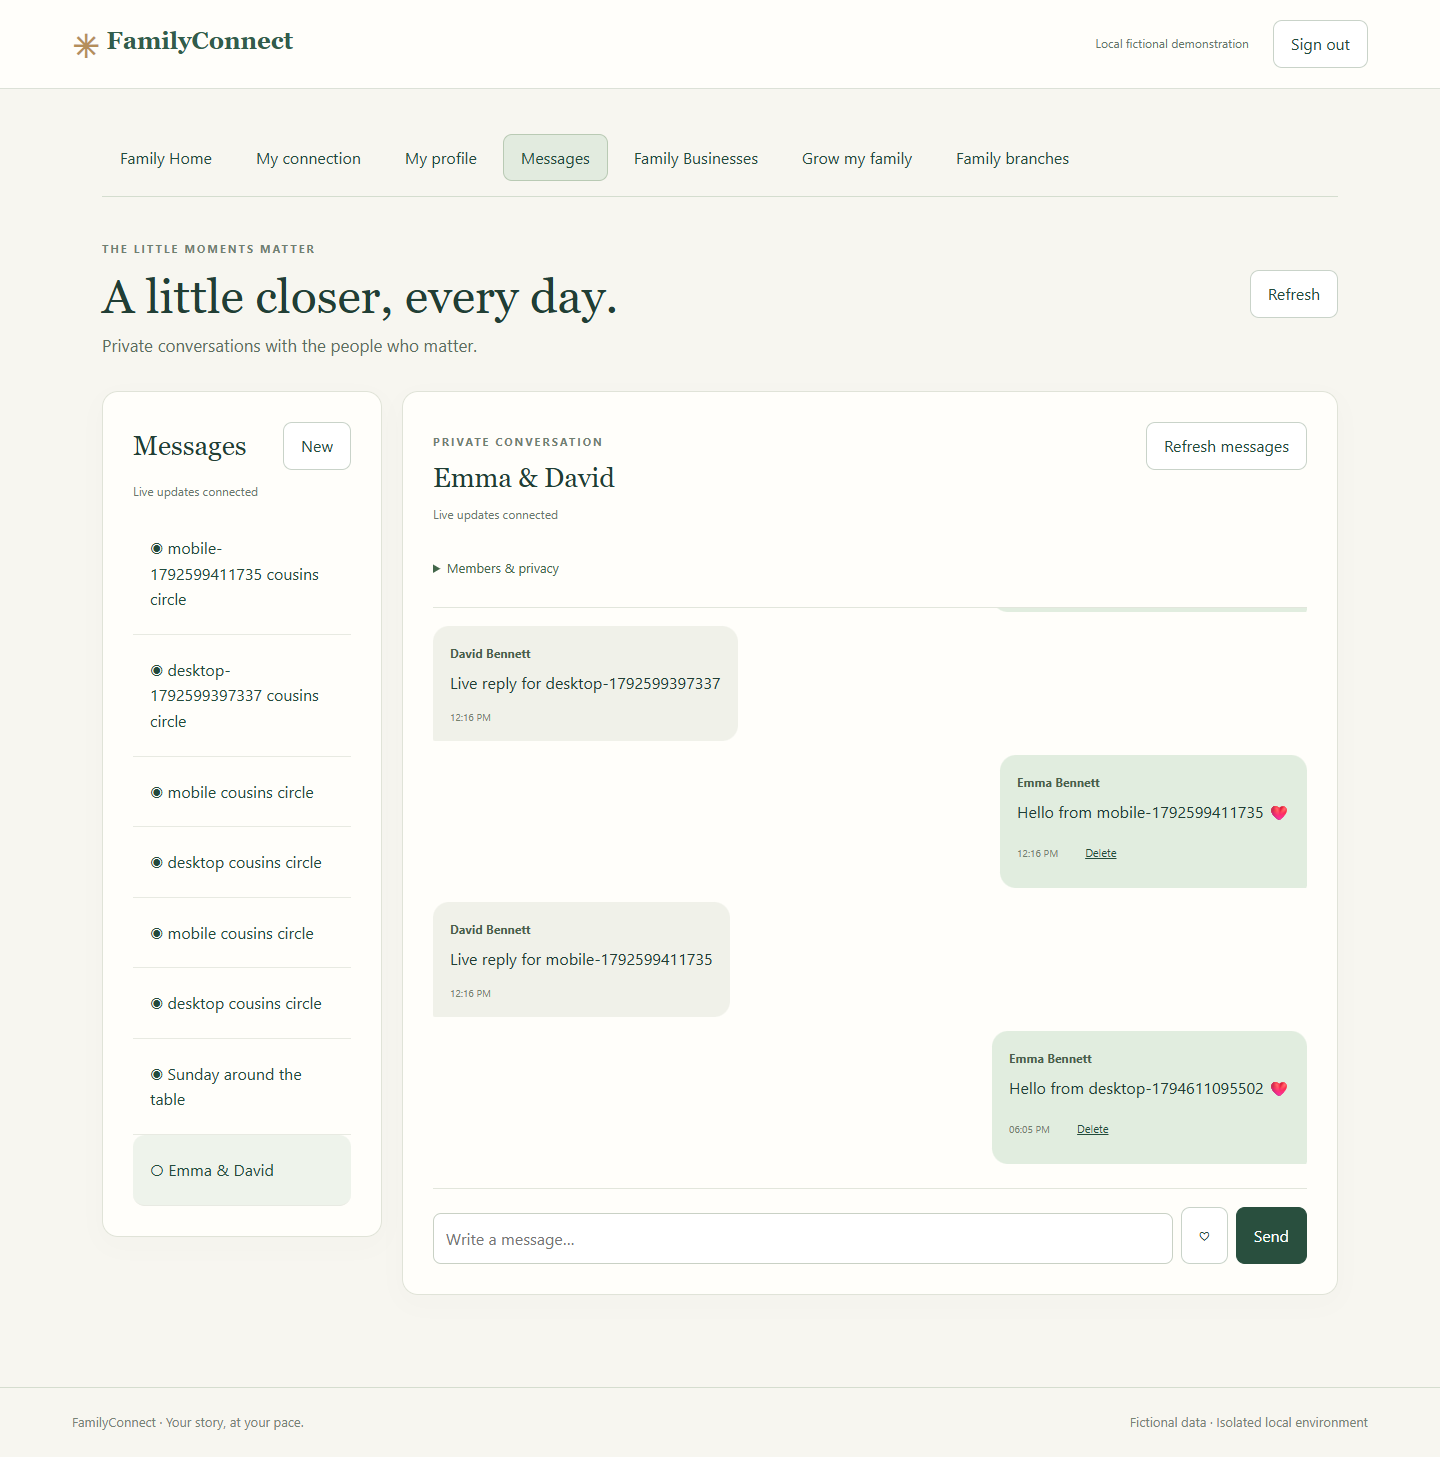 FamilyConnect
Local fictional demonstration
Sign out
Family Home
My connection
My profile
Messages
Family Businesses
Grow my family
Family branches
THE LITTLE MOMENTS MATTER
A little closer, every day.
Refresh
Private conversations with the people who matter.
Messages
New
Live updates connected
mobile-
1792599411735 cousins
circle
desktop-
1792599397337 cousins
circle
mobile cousins circle
desktop cousins circle
mobile cousins circle
desktop cousins circle
Sunday around the
table
Emma & David
PRIVATE CONVERSATION
Emma & David
Live updates connected
Refresh messages
Members & privacy
David Bennett
Live reply for desktop-1792599397337
12:16 PM
Emma Bennett
Hello from mobile-1792599411735 ❤️
12:16 PM Delete
David Bennett
Live reply for mobile-1792599411735
12:16 PM
Emma Bennett
Hello from desktop-1794611095502 ❤️
06:05 PM Delete
Write a message...
♡
Send
FamilyConnect · Your story, at your pace.
Fictional data · Isolated local environment